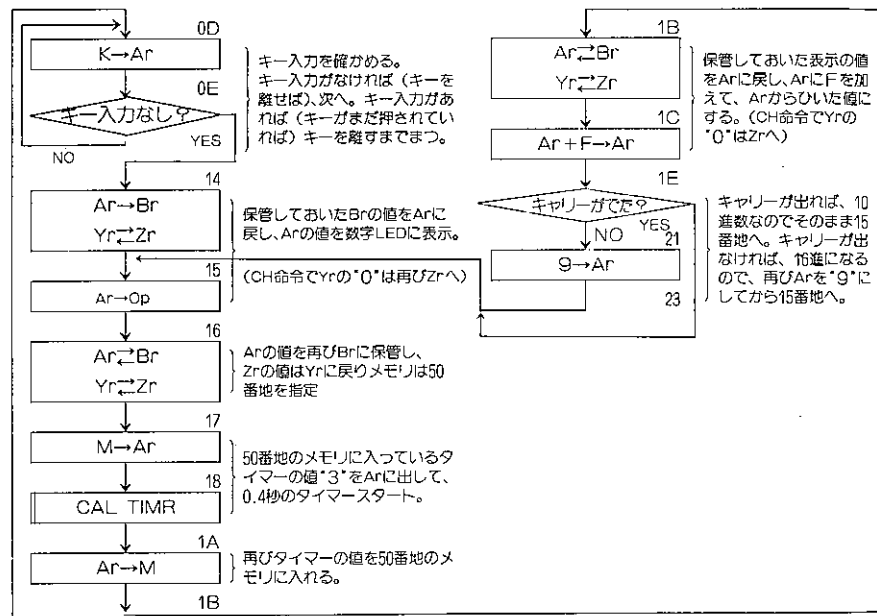 0D
K→Ar
キー入力を確かめる。
キー入力がなければ(キーを
離せば)、次へ。キー入力があ
れば(キーがまだ押されてい
れば)キーを離すまでまつ。
0E
キー入力なし?
NO
YES
14
Ar→Br
Yr⇄Zr
保管しておいたBrの値をArに
戻し、Arの値を数字LEDに表示。
(CH命令でYrの"0"は再びZrへ)
15
Ar→Op
16
Ar⇄Br
Yr⇄Zr
Arの値を再びBrに保管し、
Zrの値はYrに戻りメモリは50
番地を指定
17
M→Ar
50番地のメモリに入っているタ
イマーの値"3"をArに出して、
0.4秒のタイマースタート。
18
CAL TIMR
1A
Ar→M
再びタイマーの値を50番地のメ
モリに入れる。
1B
1B
Ar⇄Br
Yr⇄Zr
保管しておいた表示の値
をArに戻し、ArにFを加
えて、Arからひいた値に
する。(CH命令でYrの
"0"はZrへ)
1C
Ar+F→Ar
1E
キャリーがでた?
YES
NO
キャリーが出れば、10
進数なのでそのまま15
番地へ。キャリーが出
なければ、16進になる
ので、再びArを"9"に
してから15番地へ。
21
9→Ar
23